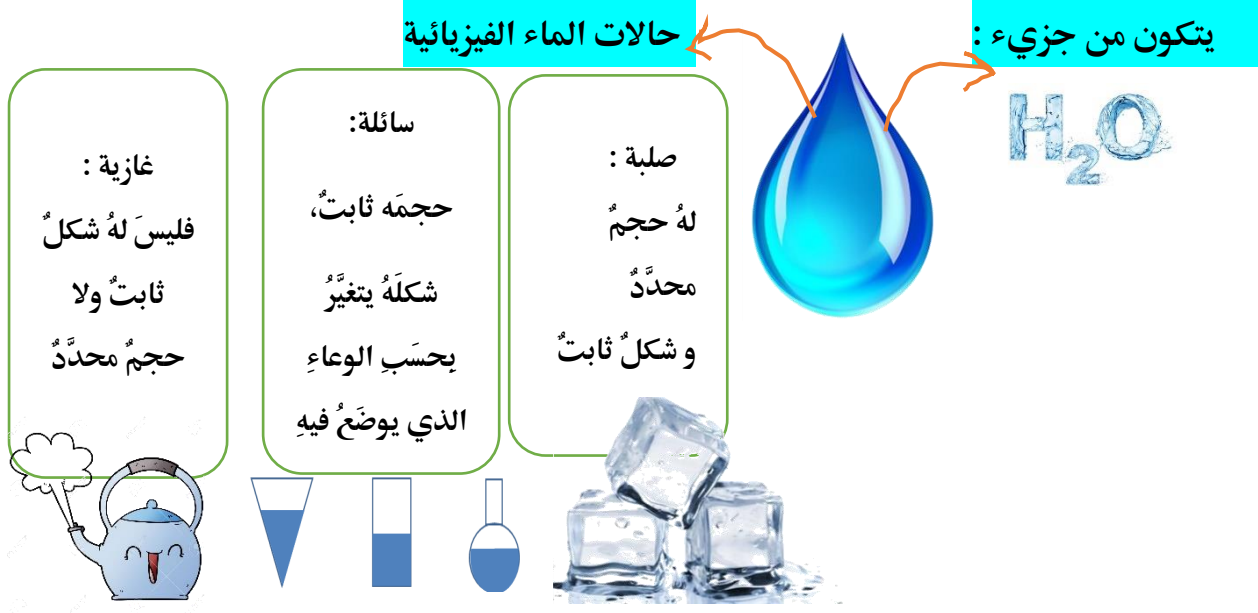 يتكون من جزيء :
H2O
حالات الماء الفيزيائية
صلبة :
لهُ حجمٌ
محدَّدٌ
و شكلٌ ثابتٌ
سائلة:
حجمَه ثابتٌ،
شكلَهُ يتغيَّرُ
بِحسَبِ الوعاءِ
الذي يوضَعُ فيهِ
غازية :
فليسَ لهُ شكلٌ
ثابتٌ ولا
حجمٌ محدَّدٌ